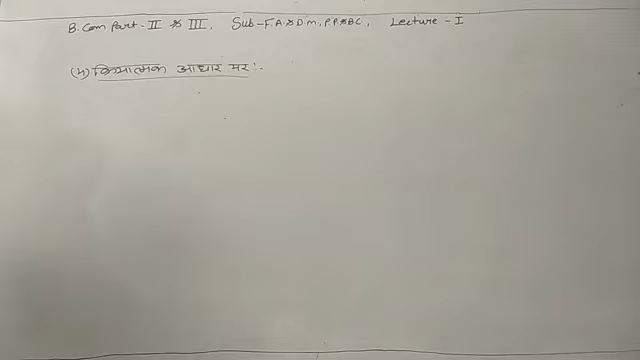 B. Com Part - II & III. Sub - F.A. & D.M., P.P. & B.C., Lecture - I
(4) क्रियात्मक आधार पर :-